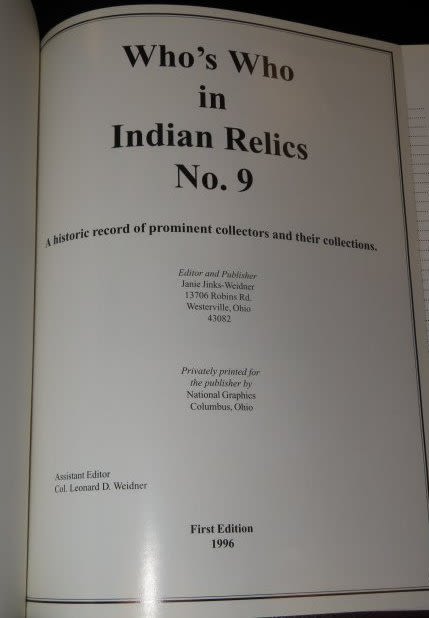 Who's Who
in
Indian Relics
No. 9
A historic record of prominent collectors and their collections.
Editor and Publisher
Janie Jinks-Weidner
13706 Robins Rd.
Westerville, Ohio
43082
Privately printed for
the publisher by
National Graphics
Columbus, Ohio
Assistant Editor
Col. Leonard D. Weidner
First Edition
1996